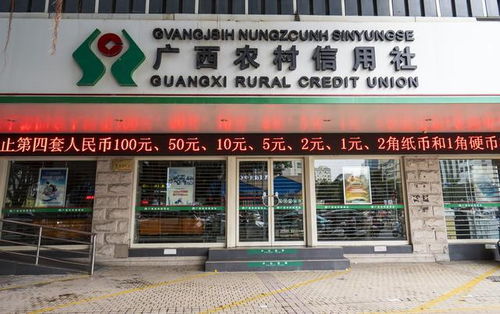 GVANGJSIH NUNGZCUNH SINYUNGSE
广西农村信用社
GUANGXI RURAL CREDIT UNION
止第四套人民币100元、50元、10元、5元、2元、1元、2角纸币和1角硬币